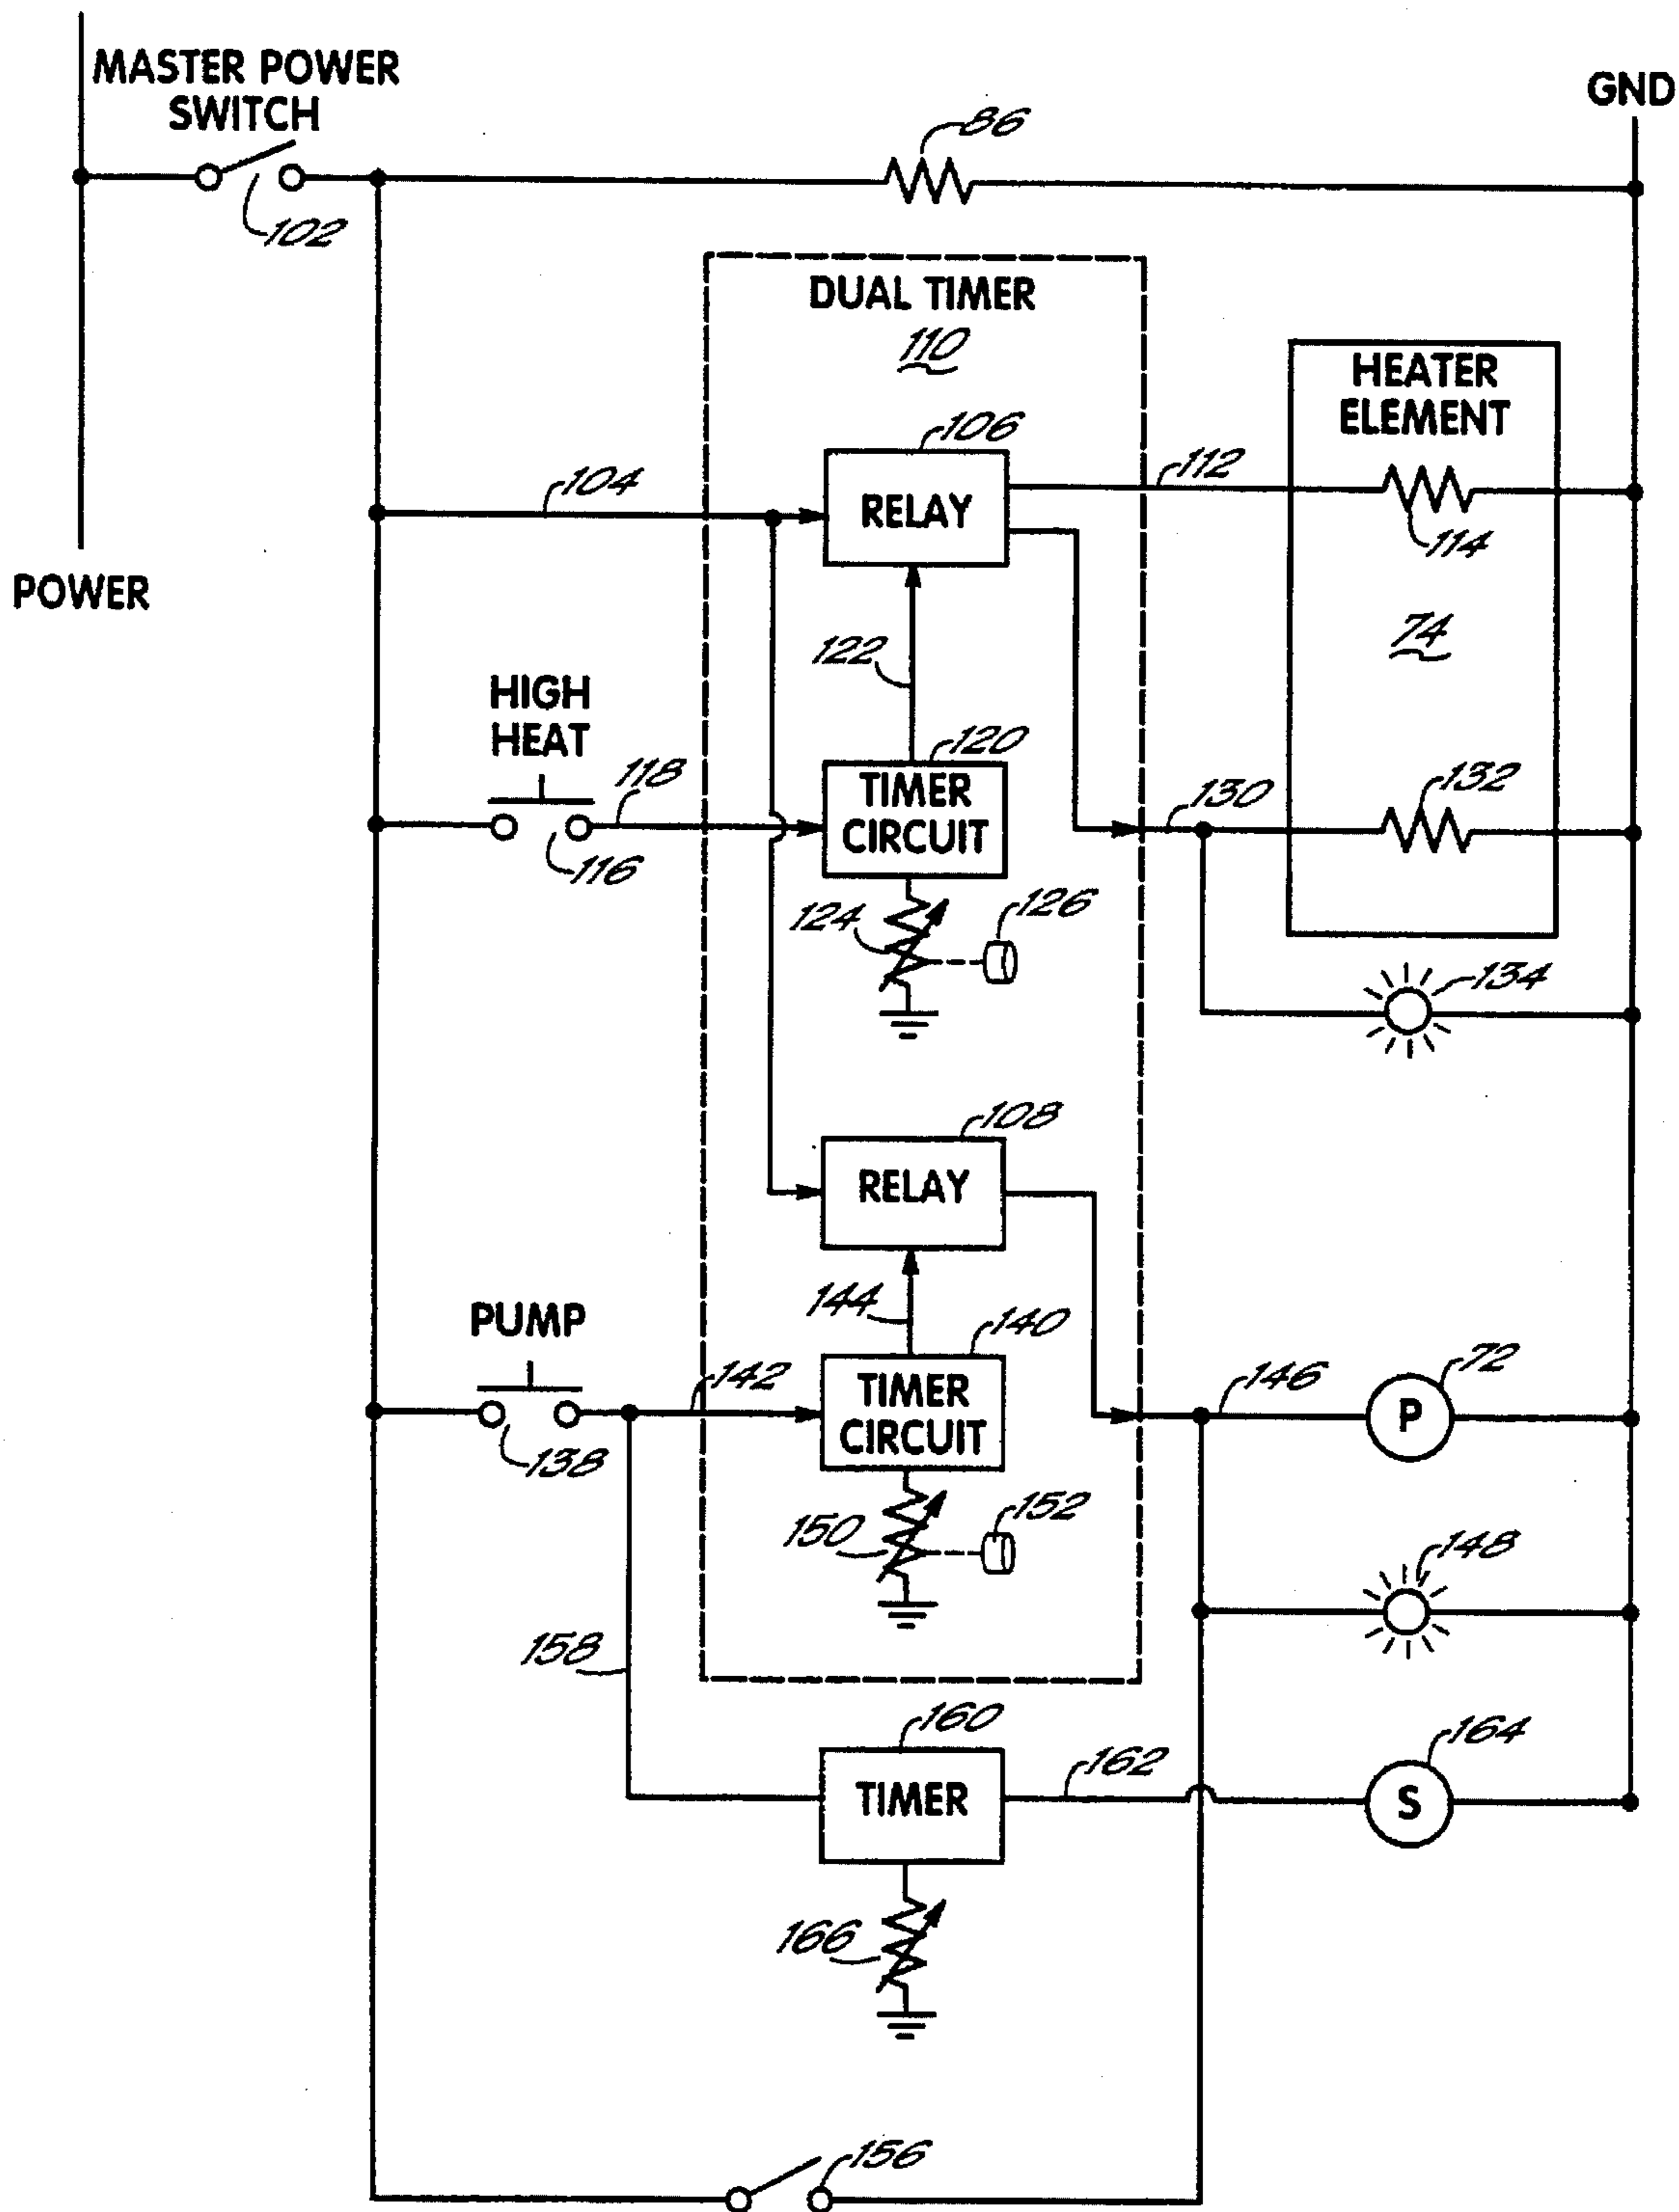 MASTER POWER
SWITCH
GND
86
102
DUAL TIMER
110
HEATER
ELEMENT
106
104
RELAY
112
114
POWER
122
74
HIGH
HEAT
118
120
TIMER
CIRCUIT
130
132
116
124
126
134
108
RELAY
144
PUMP
140
142
TIMER
CIRCUIT
146
72
P
138
150
152
148
158
160
162
164
TIMER
S
166
156